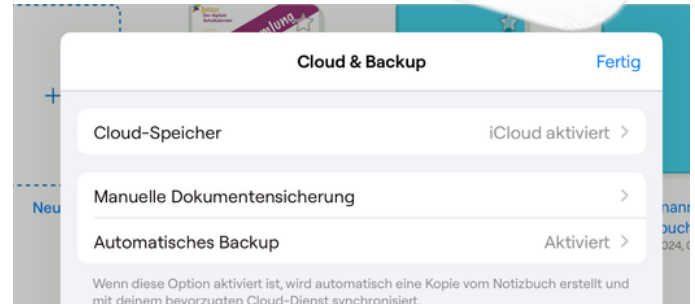 Cloud & Backup
Fertig
Cloud-Speicher
iCloud aktiviert
Manuelle Dokumentensicherung
Neu
Automatisches Backup
Aktiviert
Wenn diese Option aktiviert ist, wird automatisch eine Kopie vom Notizbuch erstellt und
mit deinem bevorzugten Cloud-Dienst synchronisiert.